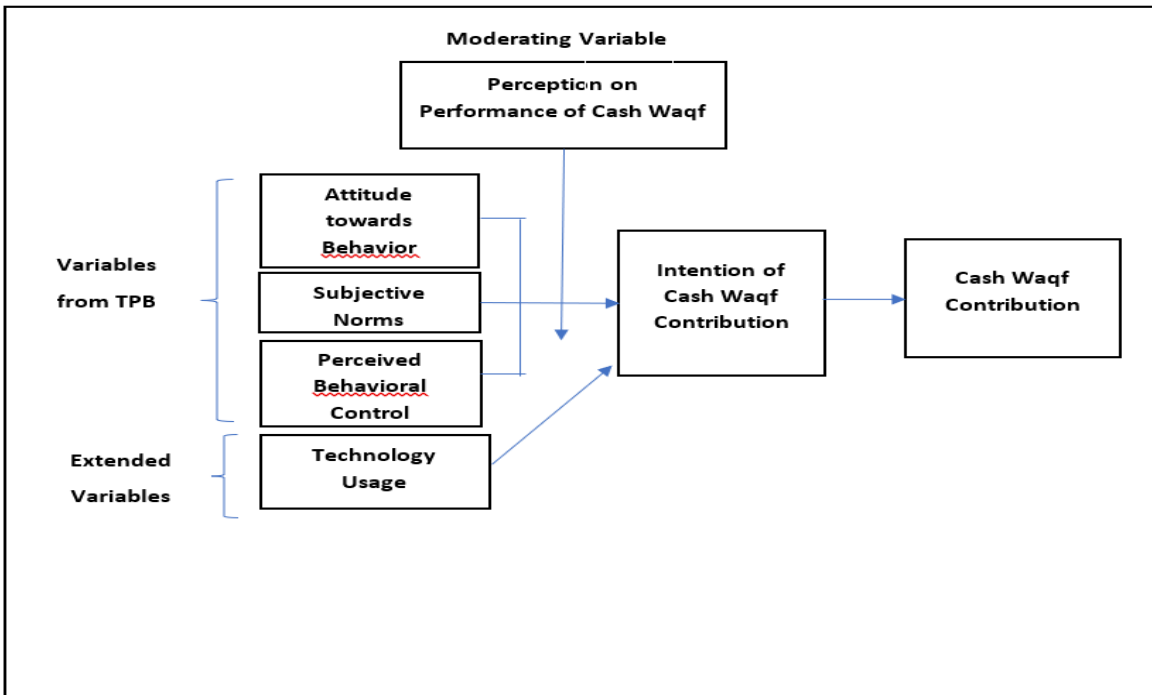 Moderating Variable
Perception on
Performance of Cash Waqf
Attitude
towards
Behavior
Variables
from TPB
Subjective
Norms
Perceived
Behavioral
Control
Extended
Variables
Technology
Usage
Intention of
Cash Waqf
Contribution
Cash Waqf
Contribution